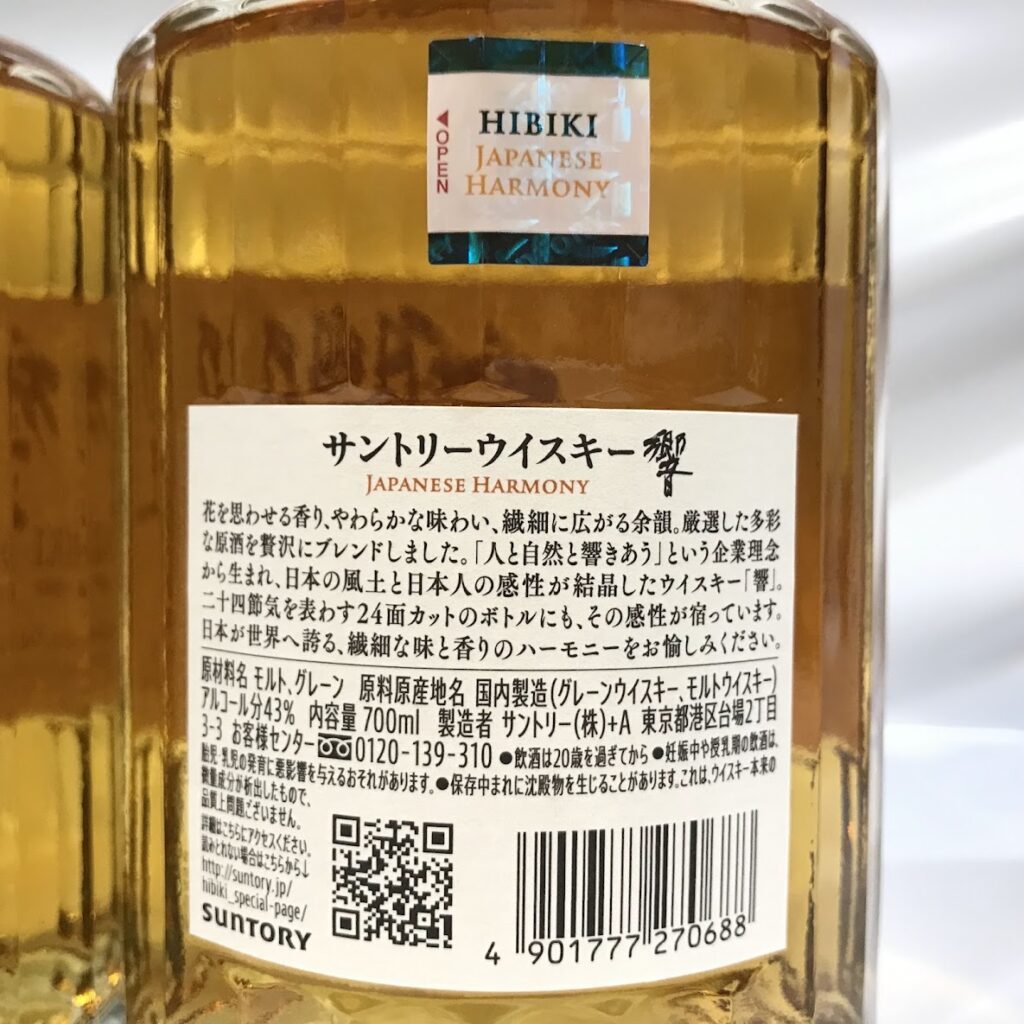 HIBIKI
JAPANESE
HARMONY
OPEN
サントリーウイスキー響
JAPANESE HARMONY
花を思わせる香り、やわらかな味わい、繊細に広がる余韻。厳選した多彩
な原酒を贅沢にブレンドしました。「人と自然と響きあう」という企業理念
から生まれ、日本の風土と日本人の感性が結晶したウイスキー「響」。
二十四節気を表わす24面カットのボトルにも、その感性が宿っています。
日本が世界へ誇る、繊細な味と香りのハーモニーをお愉しみください。
原材料名 モルト、グレーン 原料原産地名 国内製造(グレーンウイスキー、モルトウイスキー)
アルコール分43% 内容量 700ml 製造者 サントリー(株)+A 東京都港区台場2丁目
3-3 お客様センター 0120-139-310 ●飲酒は20歳を過ぎてから ●妊娠中や授乳期の飲酒は、
胎児・乳児の発育に悪影響を与えるおそれがあります。●保存中まれに沈殿物を生じることがあります。これは、ウイスキー本来の
微量成分が析出したもので、
品質上問題ございません。
詳細はこちらにアクセスください。
読みとれない場合はこちらから↓
http://suntory.jp/
hibiki_special-page/
SUNTORY
4 901777 270688